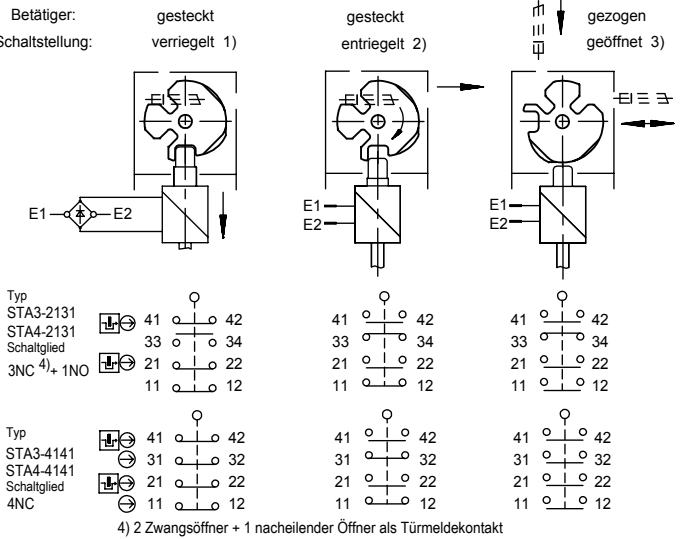 Betätiger: gesteckt gesteckt gezogen
Schaltstellung: verriegelt 1) entriegelt 2) geöffnet 3)
E1 E2 E1 E1
E2 E2
Typ
STA3-2131
STA4-2131
Schaltglied
3NC 4)+ 1NO
41 42 41 42 41 42
33 34 33 34 33 34
21 22 21 22 21 22
11 12 11 12 11 12
Typ
STA3-4141
STA4-4141
Schaltglied
4NC
41 42 41 42 41 42
31 32 31 32 31 32
21 22 21 22 21 22
11 12 11 12 11 12
4) 2 Zwangsöffner + 1 nacheilender Öffner als Türmeldekontakt